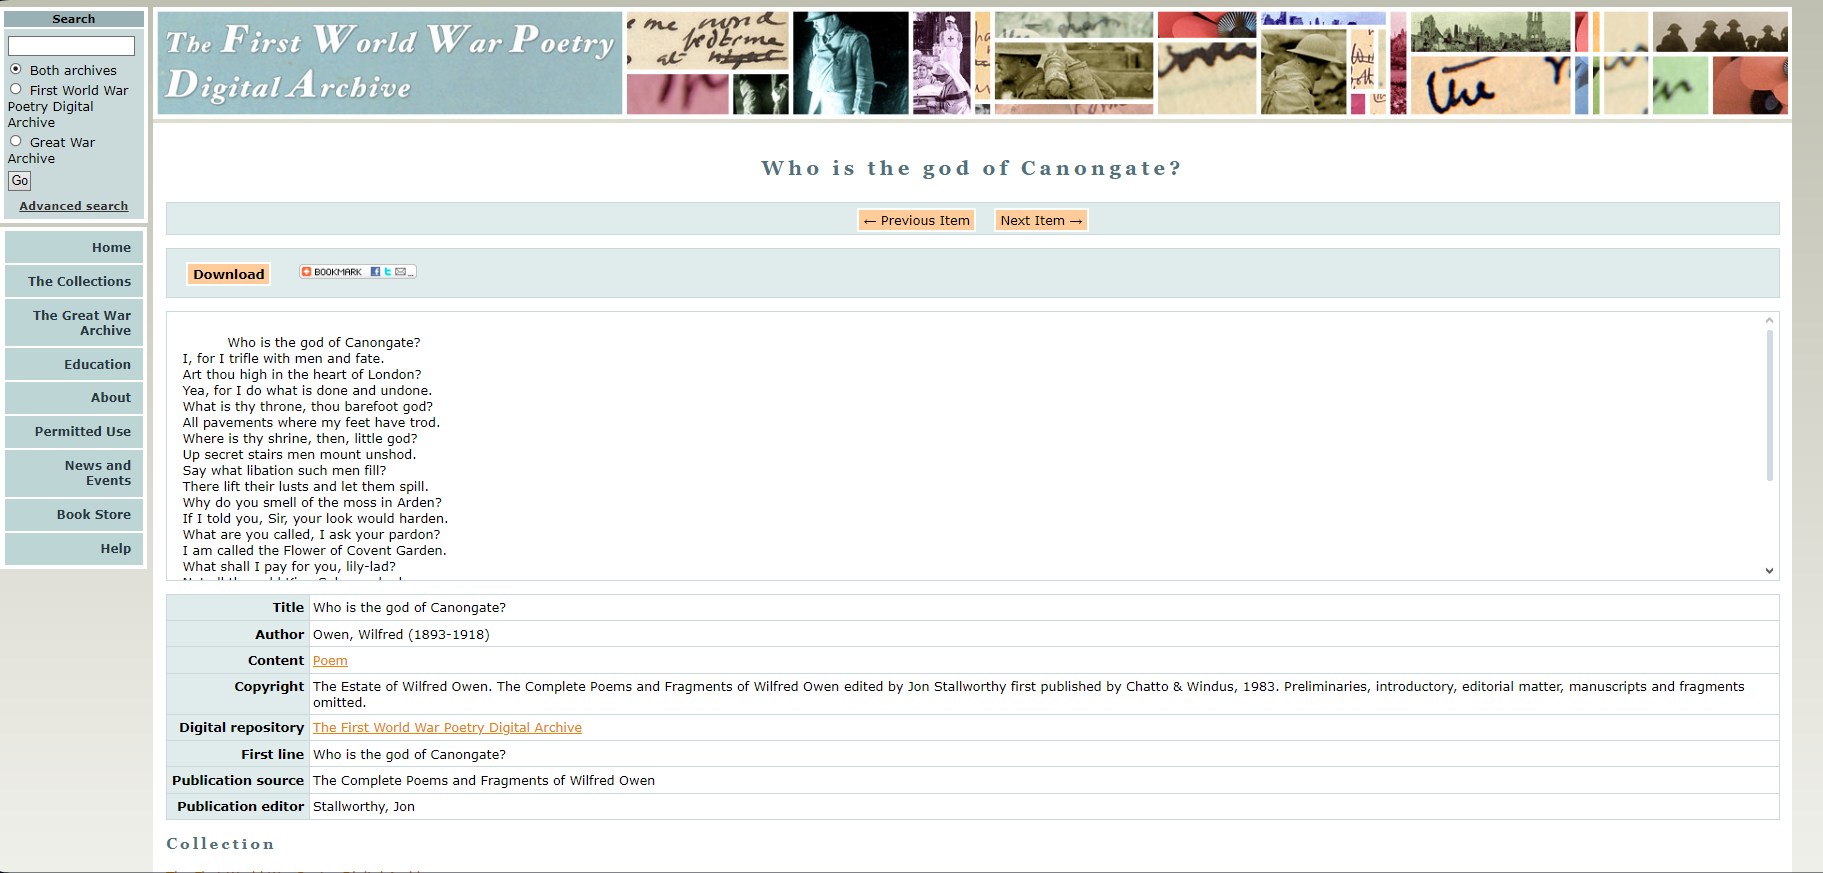 Search
Both archives
First World War
Poetry Digital
Archive
Great War
Archive
Go
Advanced search
Home
The Collections
The Great War
Archive
Education
About
Permitted Use
News and
Events
Book Store
Help
The First World War Poetry
Digital Archive
Who is the god of Canongate?
← Previous Item
Next Item →
Download
BOOKMARK
Who is the god of Canongate?
I, for I trifle with men and fate.
Art thou high in the heart of London?
Yea, for I do what is done and undone.
What is thy throne, thou barefoot god?
All pavements where my feet have trod.
Where is thy shrine, then, little god?
Up secret stairs men mount unshod.
Say what libation such men fill?
There lift their lusts and let them spill.
Why do you smell of the moss in Arden?
If I told you, Sir, your look would harden.
What are you called, I ask your pardon?
I am called the Flower of Covent Garden.
What shall I pay for you, lily-lad?
Title Who is the god of Canongate?
Author Owen, Wilfred (1893-1918)
Content Poem
Copyright The Estate of Wilfred Owen. The Complete Poems and Fragments of Wilfred Owen edited by Jon Stallworthy first published by Chatto & Windus, 1983. Preliminaries, introductory, editorial matter, manuscripts and fragments
omitted.
Digital repository The First World War Poetry Digital Archive
First line Who is the god of Canongate?
Publication source The Complete Poems and Fragments of Wilfred Owen
Publication editor Stallworthy, Jon
Collection